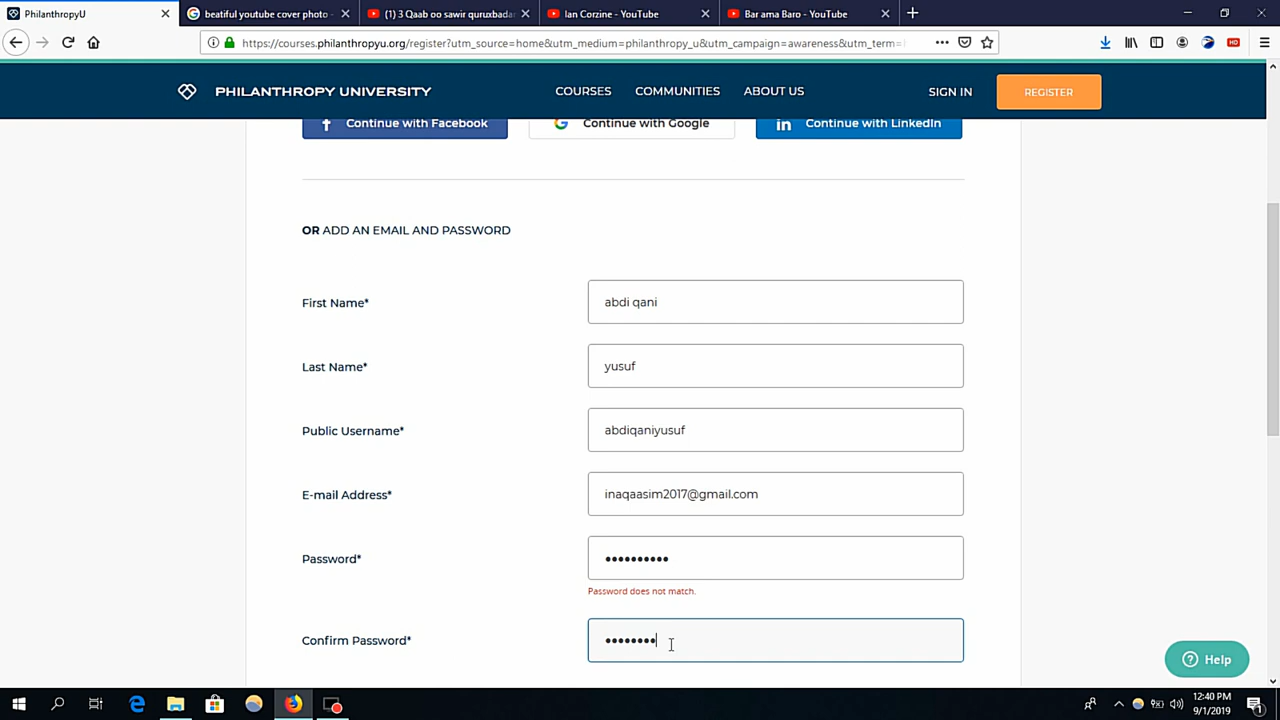 PhilanthropyU
beatiful youtube cover photo -
(1) 3 Qaab oo sawir quruxbadar
Ian Corzine - YouTube
Bar ama Baro - YouTube
https://courses.philanthropyu.org/register?utm_source=home&utm_medium=philanthropy_u&utm_campaign=awareness&utm_term=
HD
PHILANTHROPY UNIVERSITY
COURSES
COMMUNITIES
ABOUT US
SIGN IN
REGISTER
Continue with Facebook
Continue with Google
Continue with LinkedIn
OR ADD AN EMAIL AND PASSWORD
First Name*
abdi qani
Last Name*
yusuf
Public Username*
abdiqaniyusuf
E-mail Address*
inaqaasim2017@gmail.com
Password*
••••••••••
Password does not match.
Confirm Password*
••••••••
Help
12:40 PM
9/1/2019
1